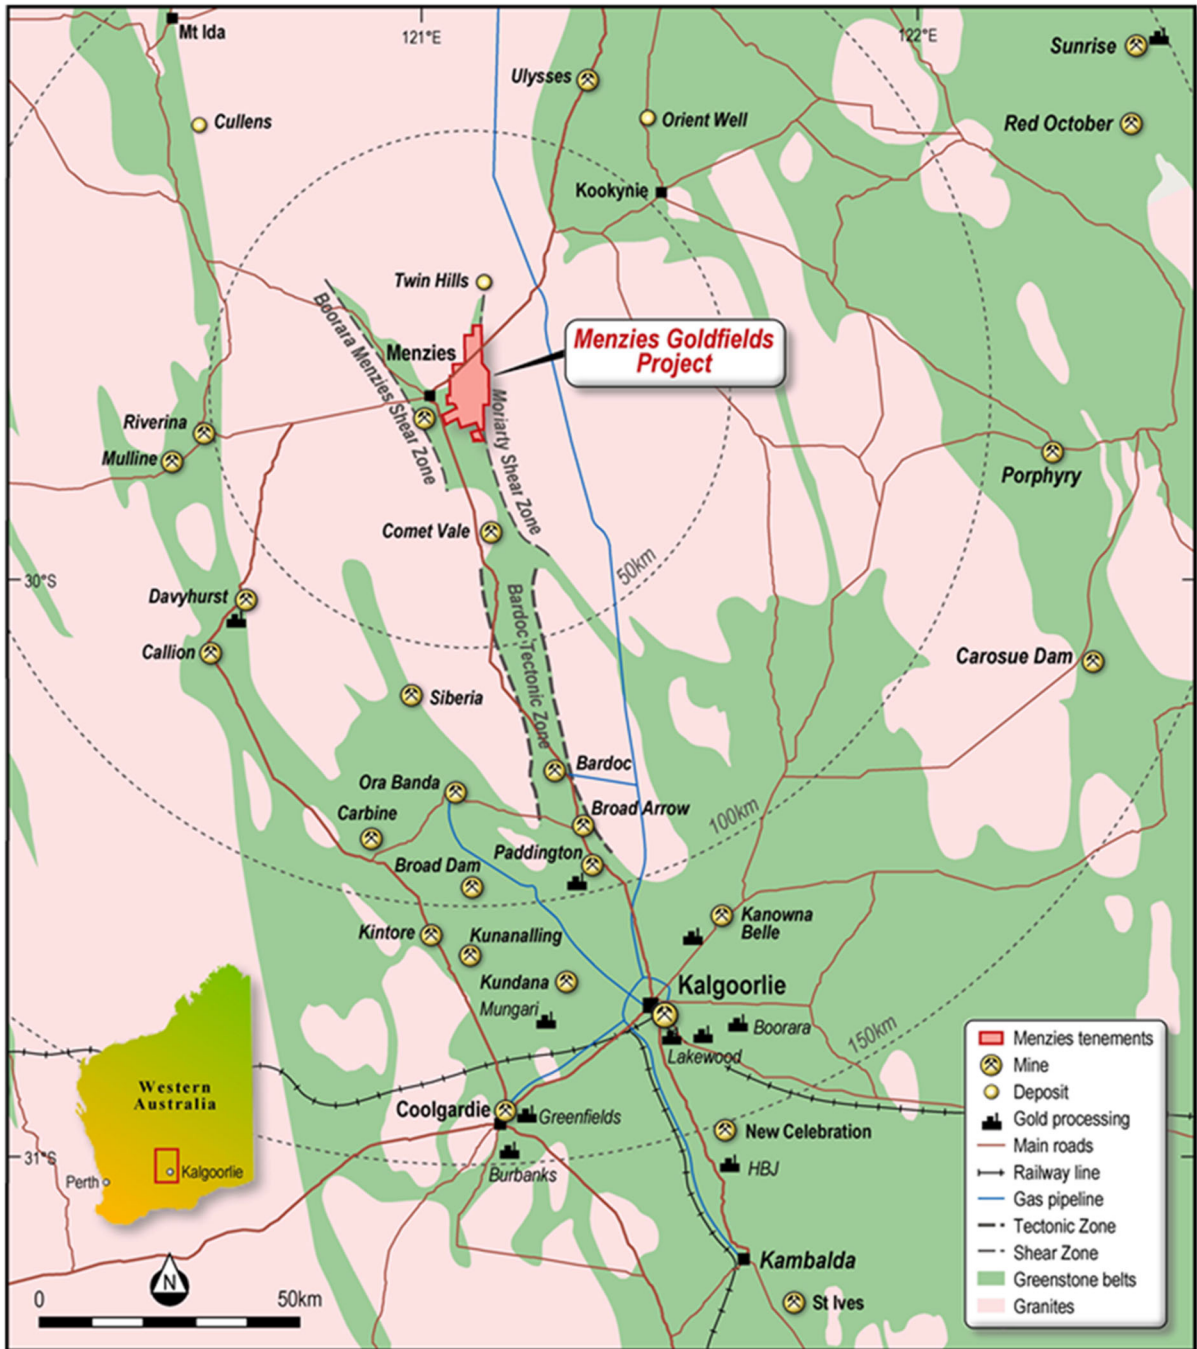 Mt Ida
121°E
122°E
Sunrise
Ulysses
Cullens
Orient Well
Red October
Kookynie
Twin Hills
Boorara Menzies Shear Zone
Menzies
Menzies Goldfields
Project
Moriarty Shear Zone
Riverina
Mulline
Porphyry
Comet Vale
50km
30°S
Davyhurst
Bardoc Tectonic Zone
Callion
Carosue Dam
Siberia
Bardoc
Ora Banda
Carbine
Broad Arrow
100km
Paddington
Broad Dam
Kanowna
Belle
Kintore
Kunanalling
Kundana
Kalgoorlie
Mungari
Boorara
Lakewood
150km
Coolgardie
Greenfields
New Celebration
Burbanks
HBJ
31°S
Kambalda
St Ives
Western
Australia
Perth
Kalgoorlie
N
0
50km
Menzies tenements
Mine
Deposit
Gold processing
Main roads
Railway line
Gas pipeline
Tectonic Zone
Shear Zone
Greenstone belts
Granites